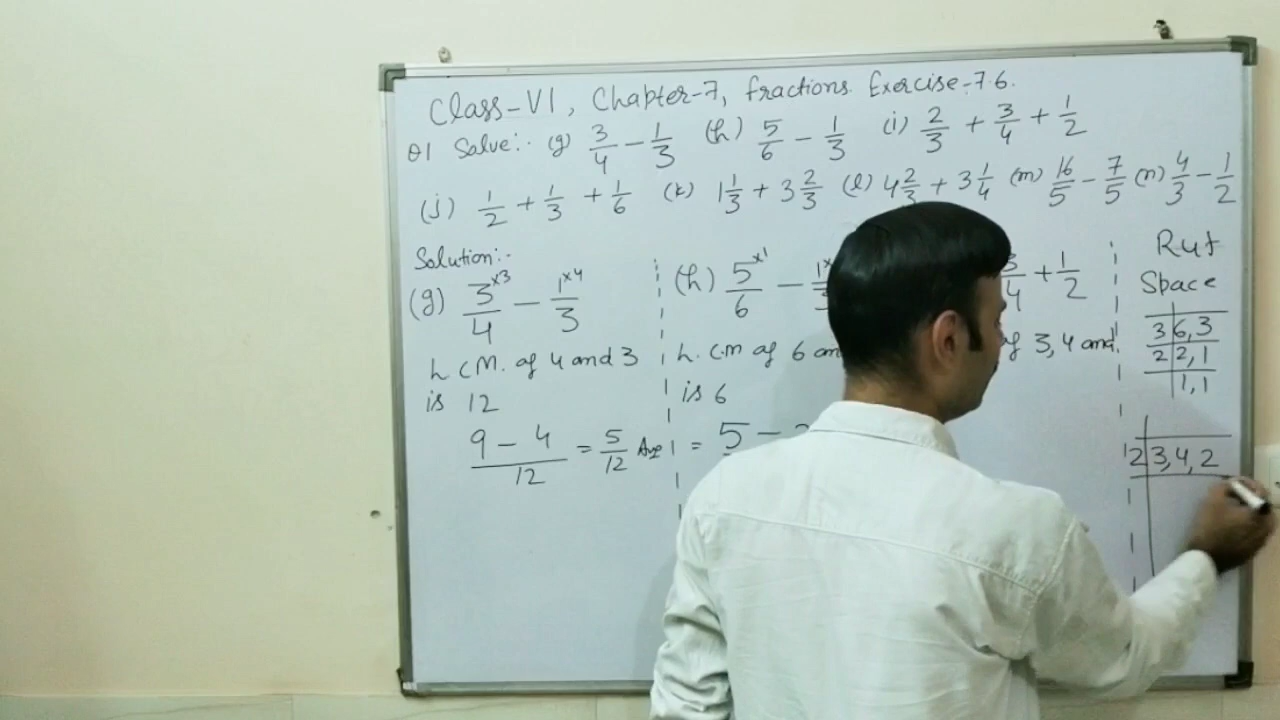 Class-VI, Chapter-7, fractions. Exercise-7.6.
Q1 Solve:- (g) 3/4 - 1/3 (h) 5/6 - 1/3 (i) 2/3 + 3/4 + 1/2
(j) 1/2 + 1/3 + 1/6 (k) 1 1/3 + 3 2/3 (l) 4 2/3 + 3 1/4 (m) 16/5 - 7/5 (n) 4/3 - 1/2
Solution:-
(g) 3×3/4 - 1×4/3
L CM. of 4 and 3
is 12
9 - 4/12 = 5/12 Ans
(h) 5×1/6 - 1×
L. C.M of 6 an
is 6
= 5 -
3/4 + 1/2
of 3, 4 and
Ruf
Space
3 6, 3
2 2, 1
1, 1
2 3, 4, 2